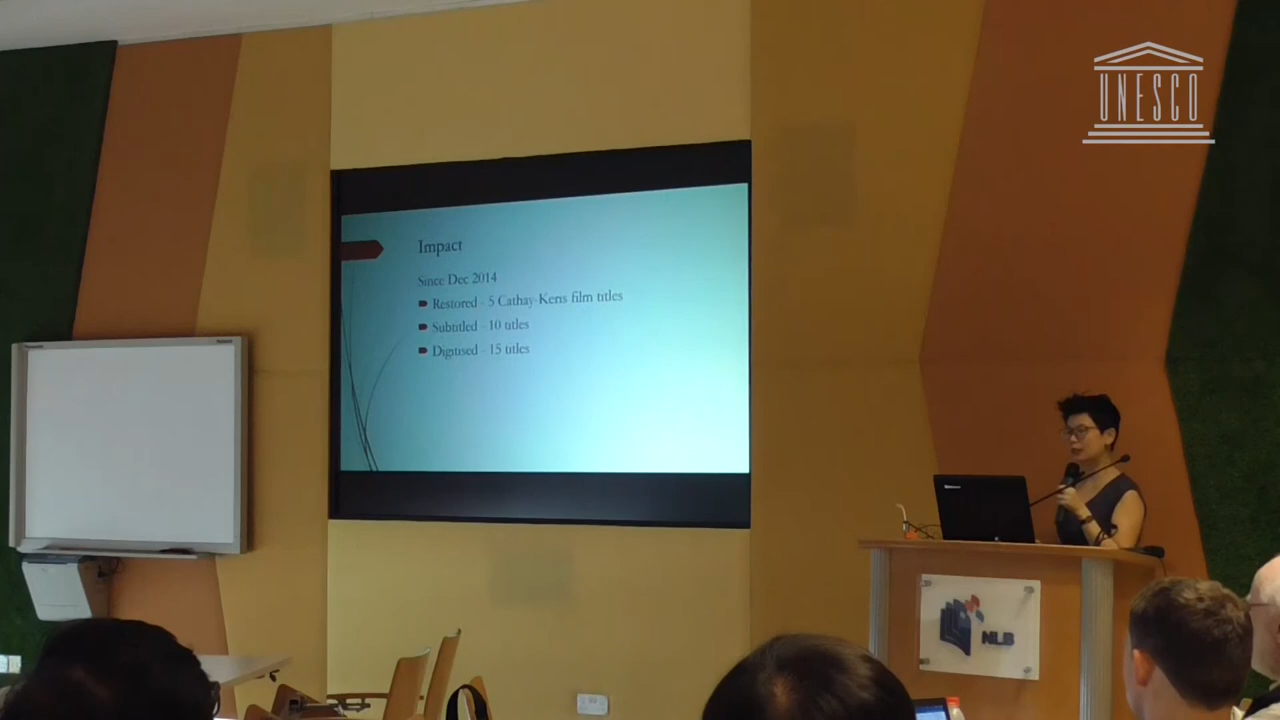 UNESCO
Impact
Since Dec 2014
Restored - 5 Cathay-Keris film titles
Subtitled - 10 titles
Digitised - 15 titles
NLB